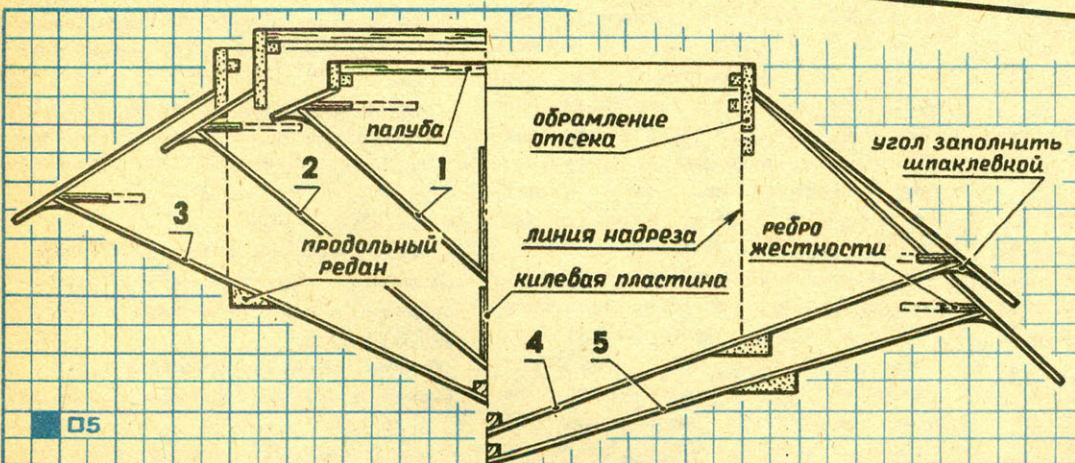 палуба
обрамление
отсека
угол заполнить
шпаклевкой
1
2
3
продольный
редан
линия надреза
ребро
жесткости
килевая пластина
4
5
5